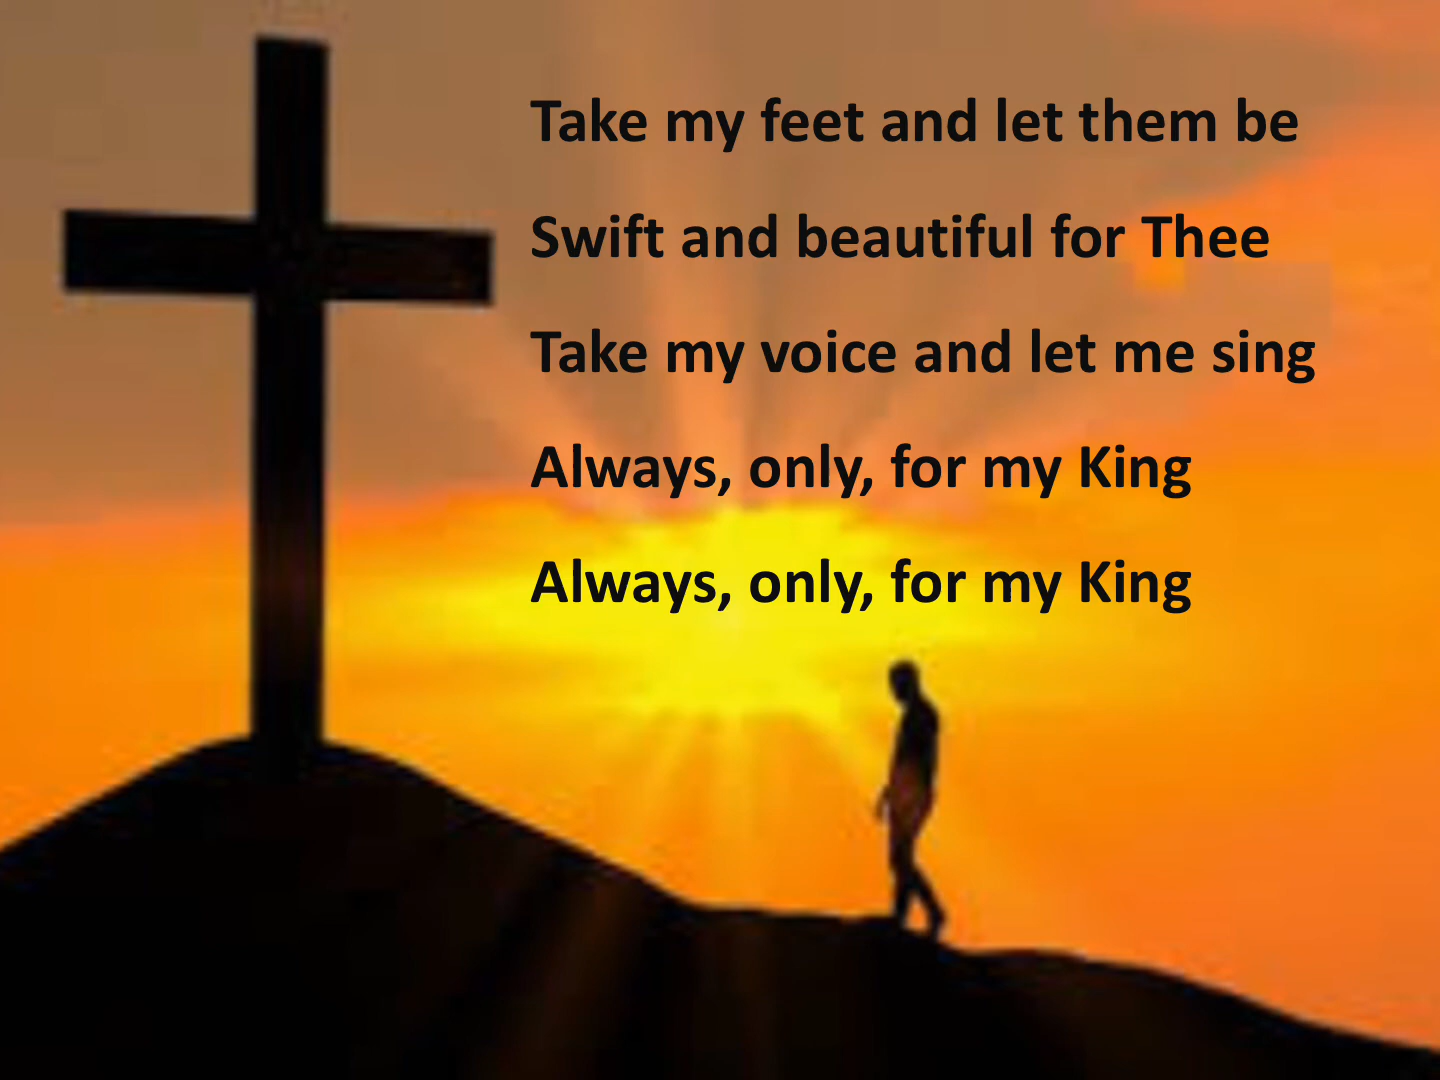 Take my feet and let them be
Swift and beautiful for Thee
Take my voice and let me sing
Always, only, for my King
Always, only, for my King